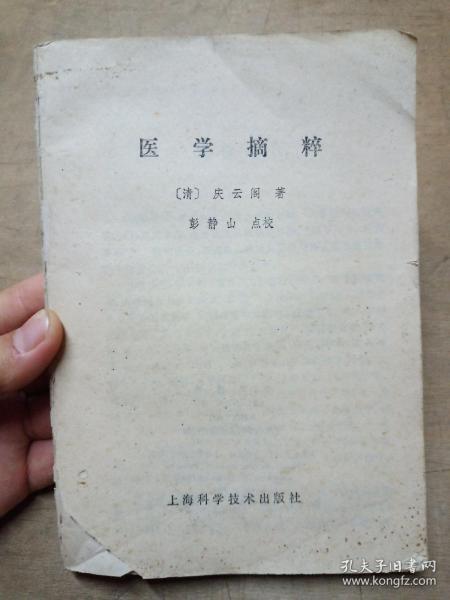 医学摘粹
〔清〕庆云阁 著
彭静山 点校
上海科学技术出版社
孔夫子旧书网
www.kongfz.com